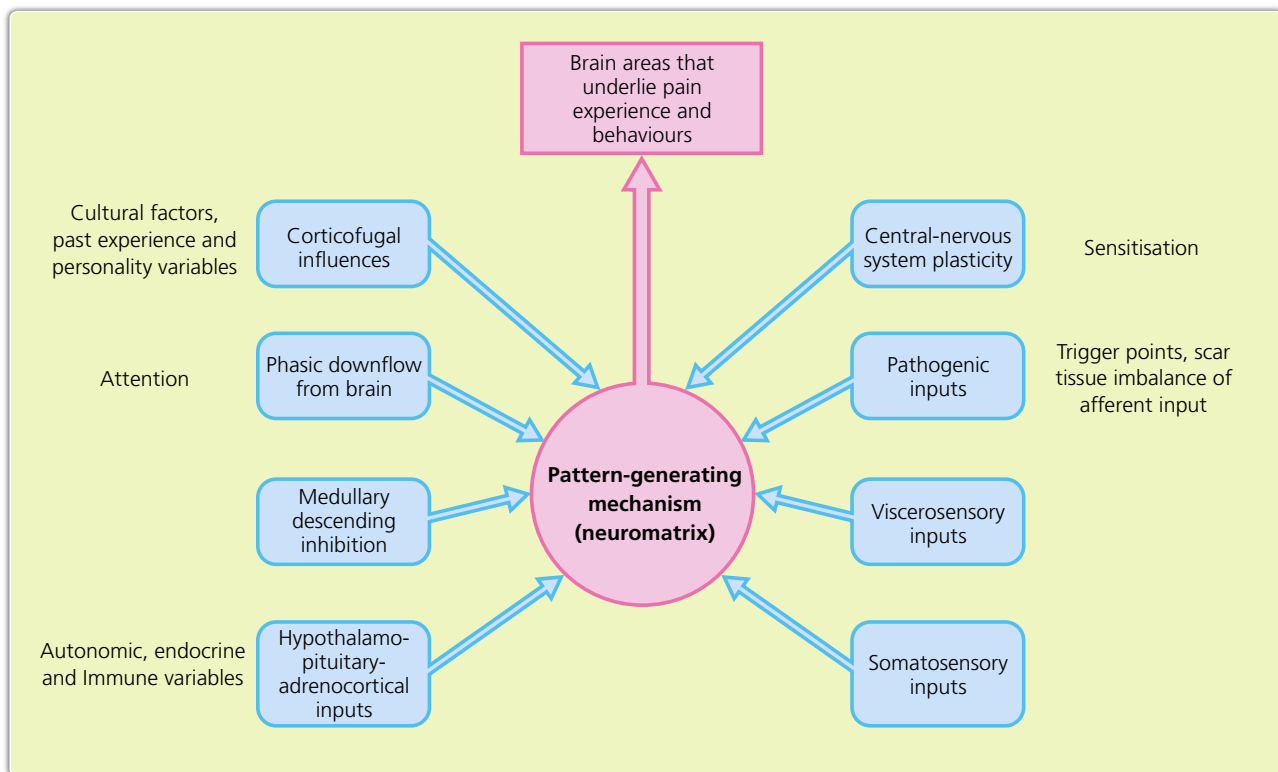 Brain areas that
underlie pain
experience and
behaviours
Cultural factors,
past experience and
personality variables
Corticofugal
influences
Central-nervous
system plasticity
Sensitisation
Attention
Phasic downflow
from brain
Pathogenic
inputs
Trigger points, scar
tissue imbalance of
afferent input
Pattern-generating
mechanism
(neuromatrix)
Medullary
descending
inhibition
Viscerosensory
inputs
Autonomic, endocrine
and Immune variables
Hypothalamo-
pituitary-
adrenocortical
inputs
Somatosensory
inputs